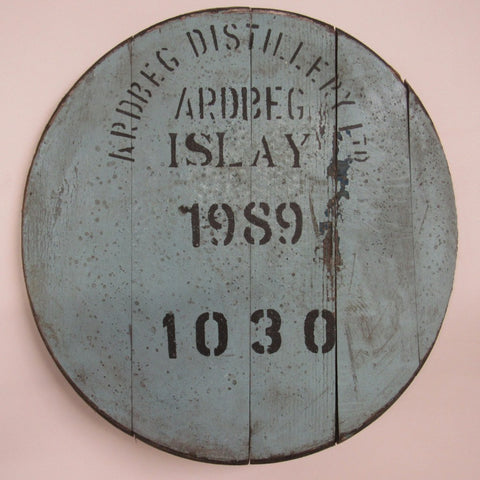 ARDBEG DISTILLERY LTD
ARDBEG
ISLAY
1989
1030